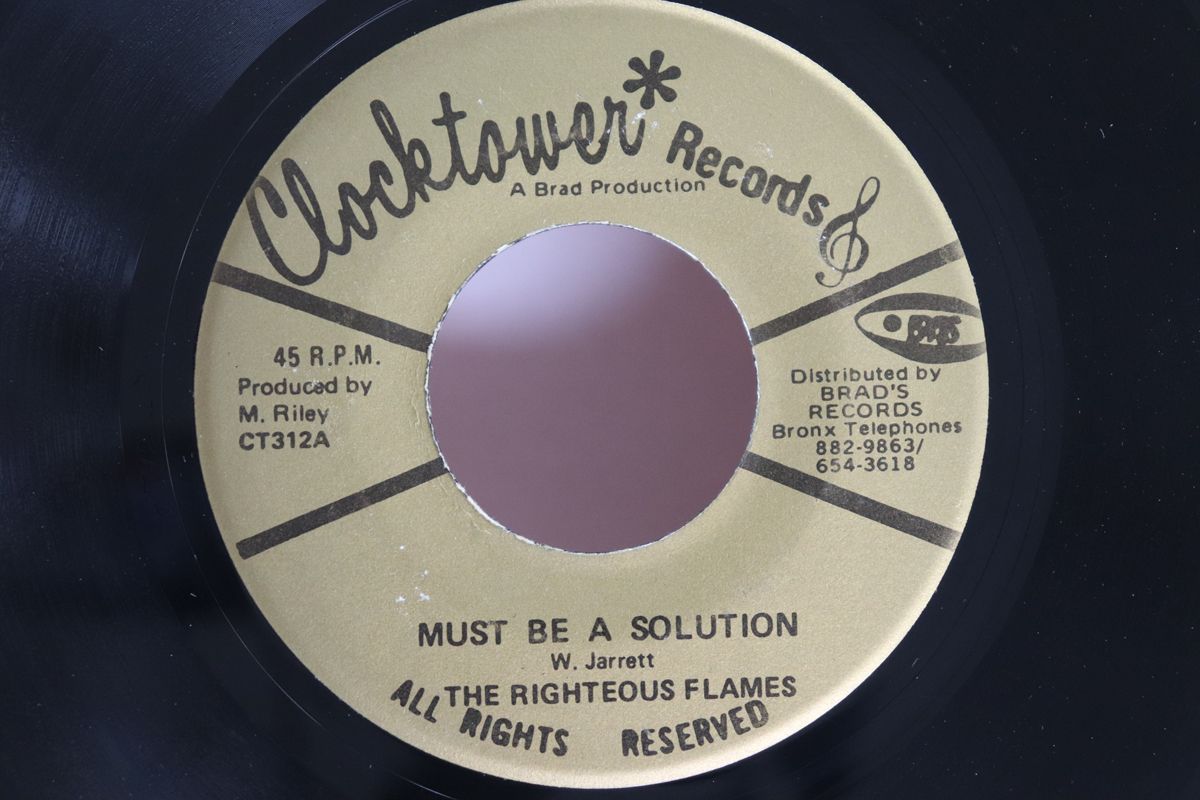 Clocktower* Records
A Brad Production
45 R.P.M.
Produced by
M. Riley
CT312A
BRAD'S
Distributed by
BRAD'S
RECORDS
Bronx Telephones
882-9863/
654-3618
MUST BE A SOLUTION
W. Jarrett
THE RIGHTEOUS FLAMES
ALL RIGHTS RESERVED